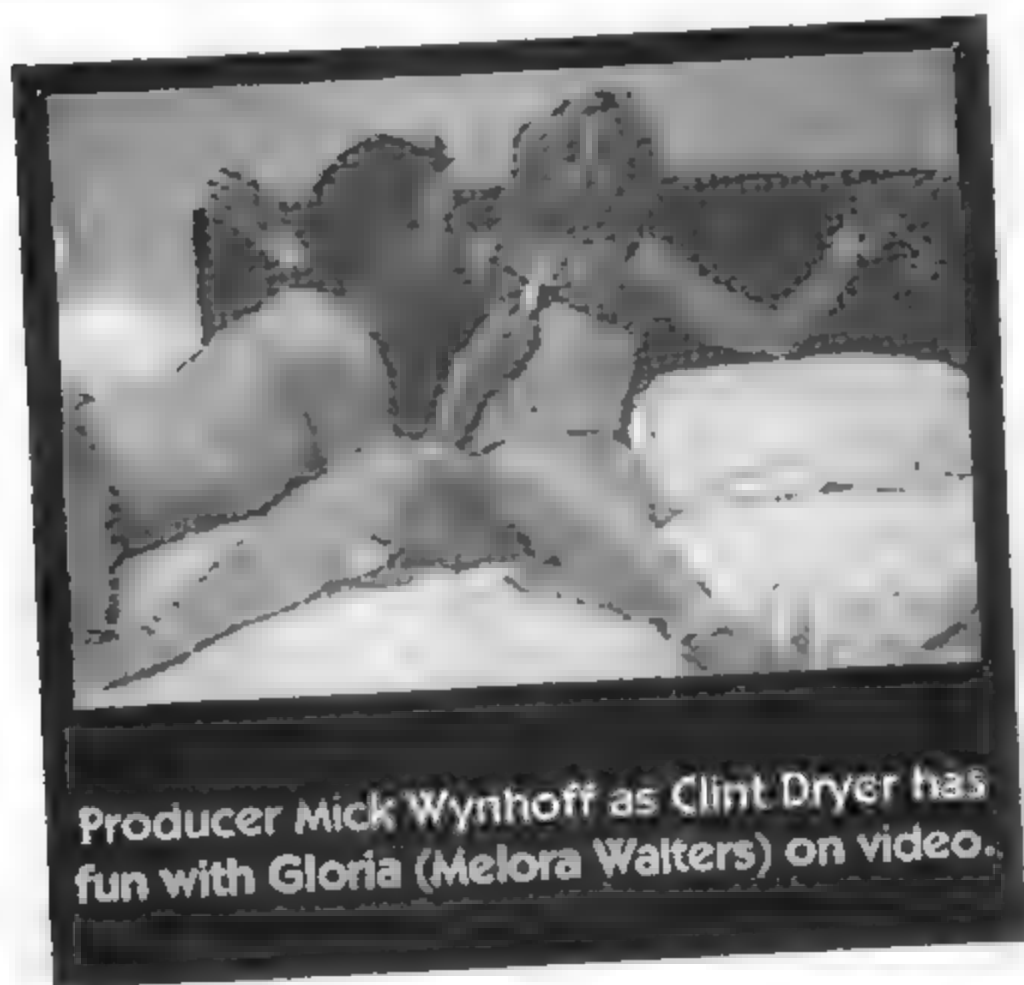 Producer Mick Wynhoff as Clint Dryer has
fun with Gloria (Melora Walters) on video.